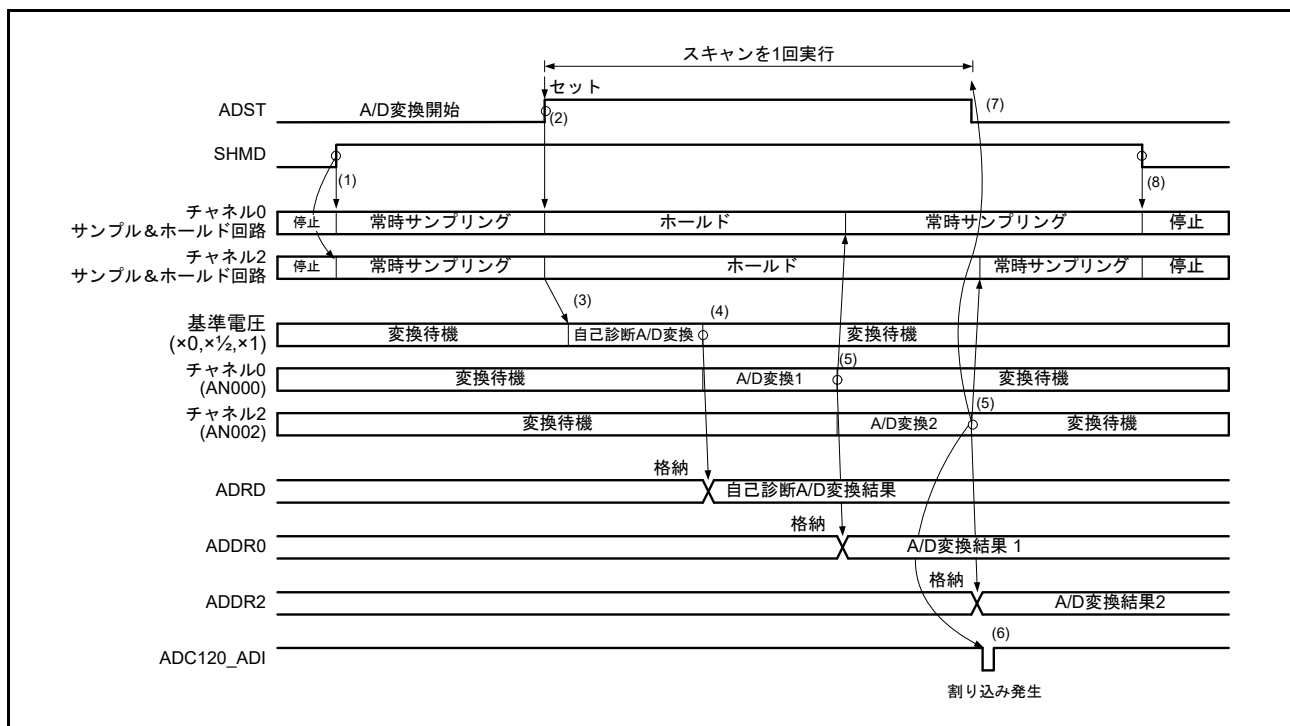 スキャンを1回実行
セット
ADST
A/D変換開始
(2)
(7)
SHMD
(1)
(8)
チャネル0
サンプル＆ホールド回路
停止
常時サンプリング
ホールド
常時サンプリング
停止
チャネル2
サンプル＆ホールド回路
停止
常時サンプリング
ホールド
常時サンプリング
停止
(3)
(4)
基準電圧
(×0,×½,×1)
変換待機
自己診断A/D変換
変換待機
(5)
チャネル0
(AN000)
変換待機
A/D変換1
変換待機
(5)
チャネル2
(AN002)
変換待機
A/D変換2
変換待機
格納
ADRD
自己診断A/D変換結果
格納
ADDR0
A/D変換結果 1
格納
ADDR2
A/D変換結果2
(6)
ADC120_ADI
割り込み発生